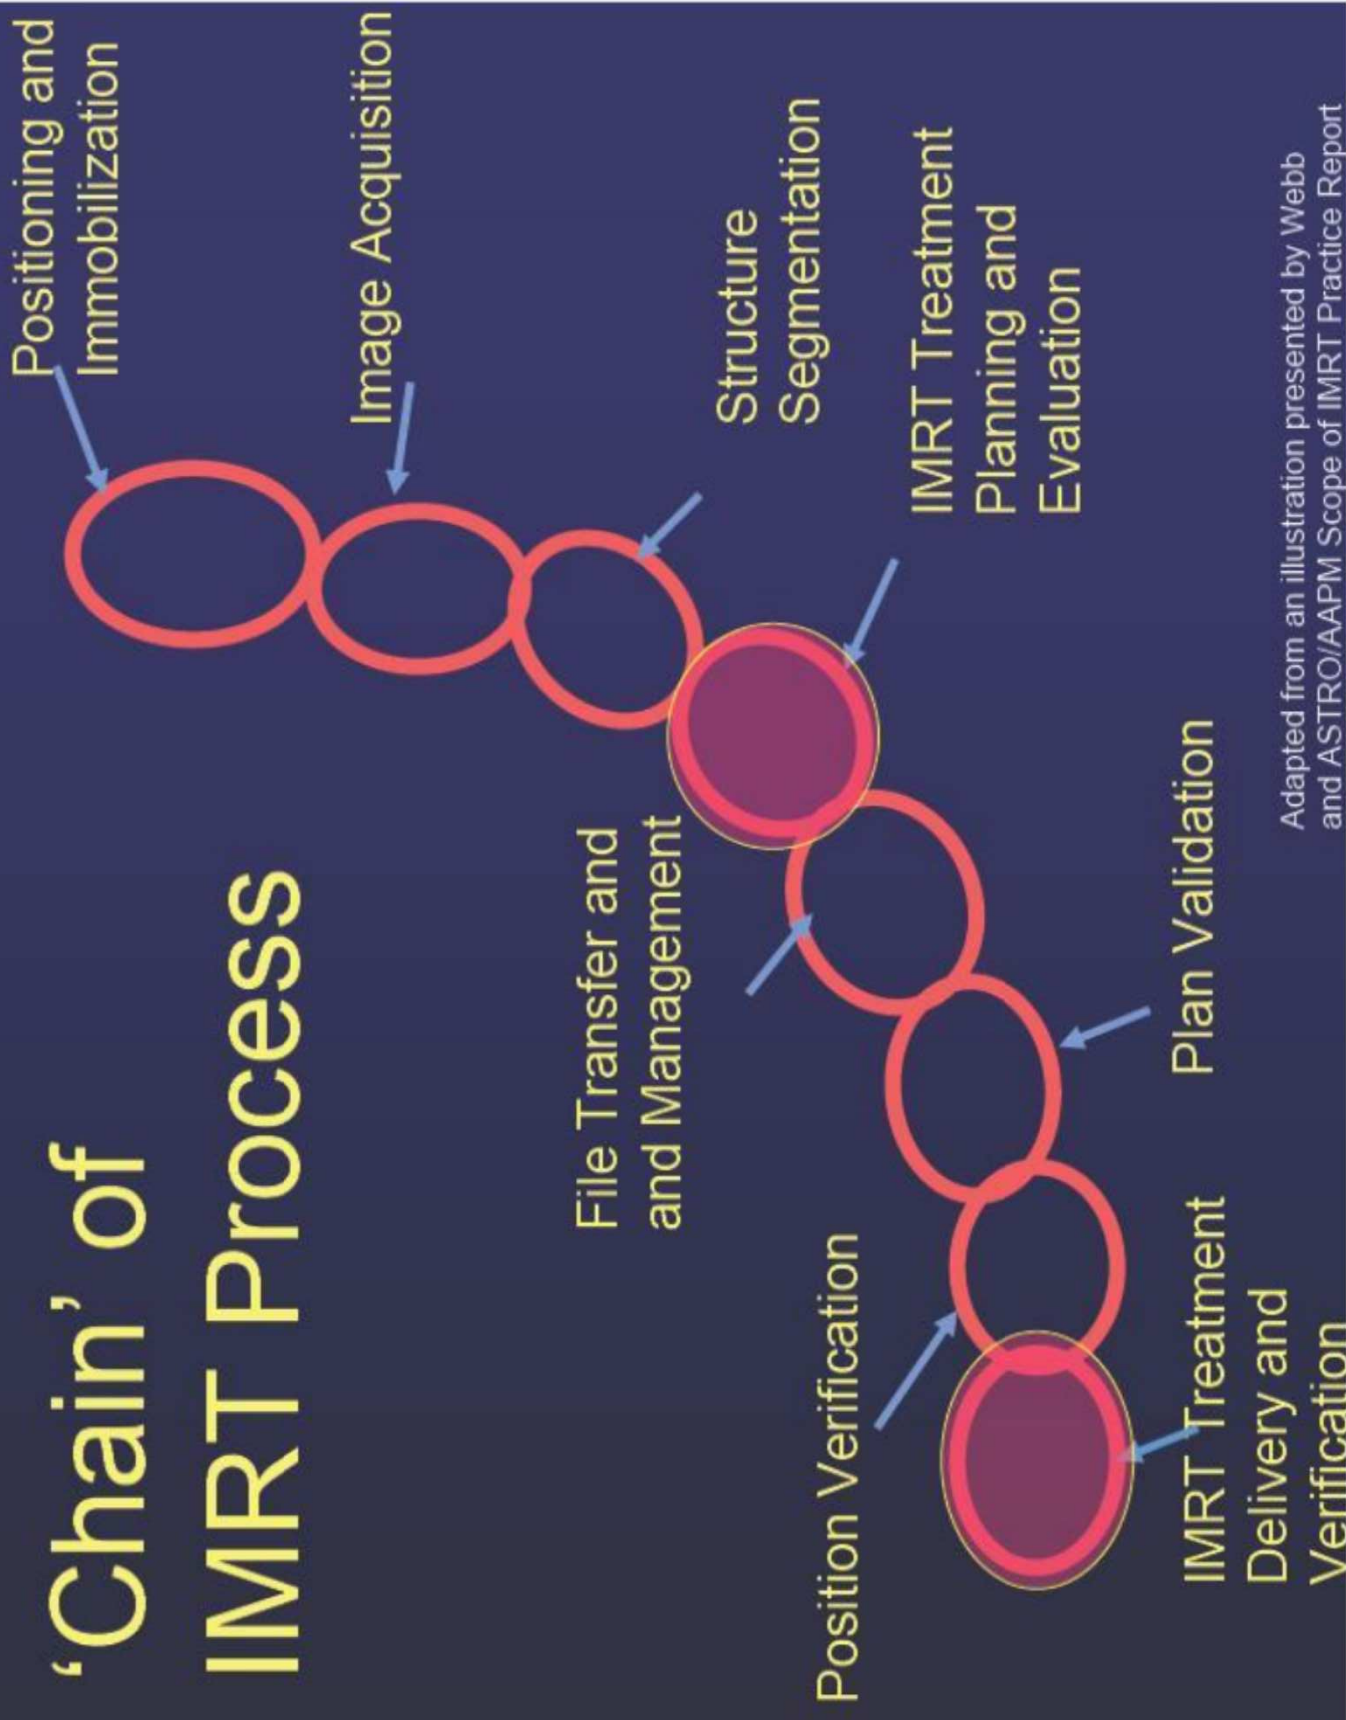 ‘Chain’ of
IMRT Process
Positioning and
Immobilization
Image Acquisition
Structure
Segmentation
IMRT Treatment
Planning and
Evaluation
File Transfer and
and Management
Plan Validation
Position Verification
IMRT Treatment
Delivery and
Verification
Adapted from an illustration presented by Webb
and ASTRO/AAPM Scope of IMRT Practice Report